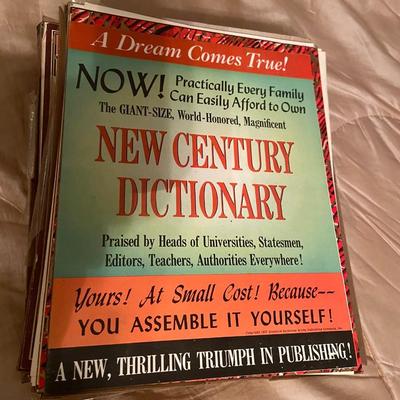 A Dream Comes True!
NOW! Practically Every Family
Can Easily Afford to Own
The GIANT-SIZE, World-Honored, Magnificent
NEW CENTURY
DICTIONARY
Praised by Heads of Universities, Statesmen,
Editors, Teachers, Authorities Everywhere!
Yours! At Small Cost! Because--
YOU ASSEMBLE IT YOURSELF!
A NEW, THRILLING TRIUMPH IN PUBLISHING!